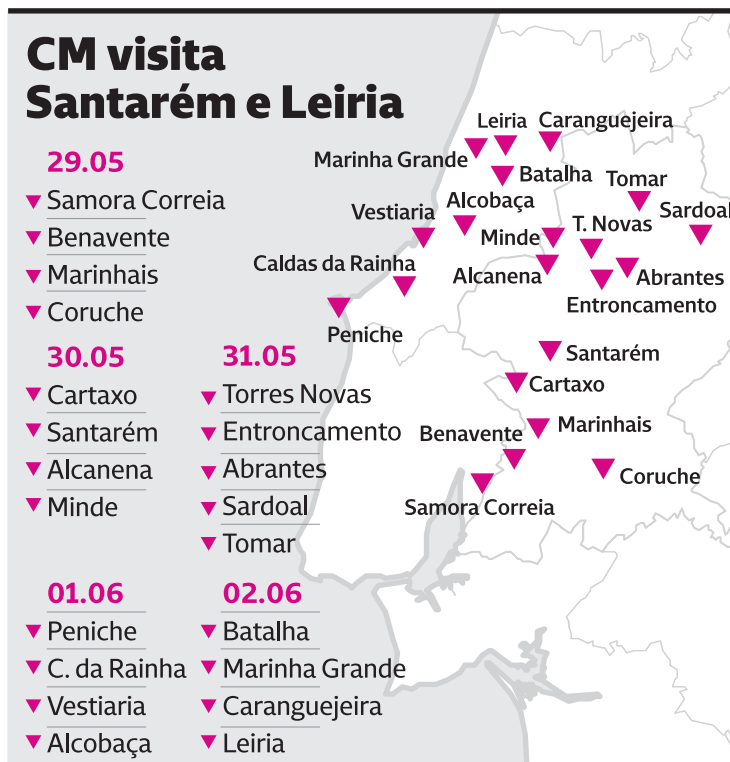 CM visita
Santarém e Leiria
29.05
Samora Correia
Benavente
Marinhais
Coruche
30.05
Cartaxo
Santarém
Alcanena
Minde
31.05
Torres Novas
Entroncamento
Abrantes
Sardoal
Tomar
01.06
Peniche
C. da Rainha
Vestiaria
Alcobaça
02.06
Batalha
Marinha Grande
Caranguejeira
Leiria
Leiria
Caranguejeira
Marinha Grande
Batalha
Tomar
Alcobaça
Sardoal
Vestiaria
T. Novas
Minde
Caldas da Rainha
Alcanena
Abrantes
Entroncamento
Peniche
Santarém
Cartaxo
Marinhais
Benavente
Coruche
Samora Correia